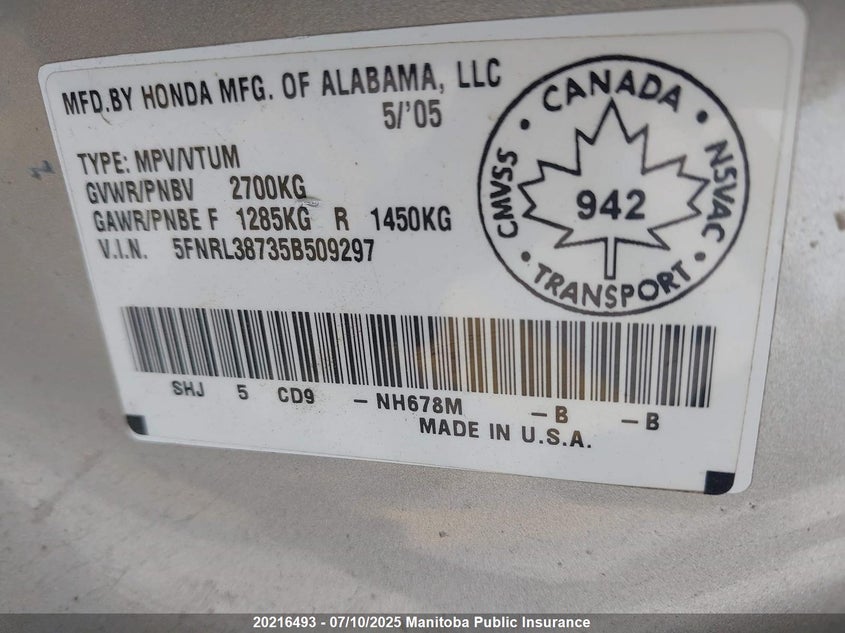 MFD.BY HONDA MFG. OF ALABAMA, LLC
5/'05
TYPE: MPV/VTUM
GVWR/PNBV 2700KG
GAWR/PNBE F 1285KG R 1450KG
V.I.N. 5FNRL38735B509297
CANADA
CMVSS • • NSVAC
942
• TRANSPORT •
SHJ 5 CD9 -NH678M -B -B
MADE IN U.S.A.
20216493 - 07/10/2025 Manitoba Public Insurance